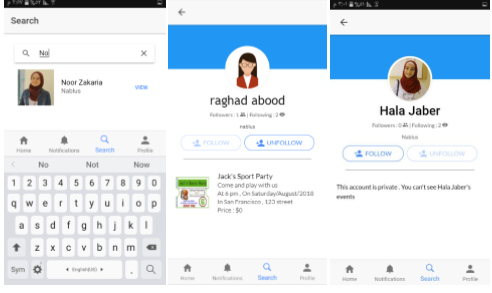 Search
No
Noor Zakaria
Nablus
VIEW
Home
Notifications
Search
Profile
No
Not
Now
1 2 3 4 5 6 7 8 9 0
q w e r t y u i o p
a s d f g h j k l
z x c v b n m
Sym
English(US)
.
raghad abood
Followers : 1 | Following : 2
nablus
FOLLOW
UNFOLLOW
Jack's Sport Party
Come and play with us
At 6 pm , On Saturday/August/2018
In San Francisco , 123 street
Price : $0
Home
Notifications
Search
Profile
Hala Jaber
Followers : 0 | Following : 2
Nablus
FOLLOW
UNFOLLOW
This account is private . You can't see Hala Jaber's
events
Home
Notifications
Search
Profile